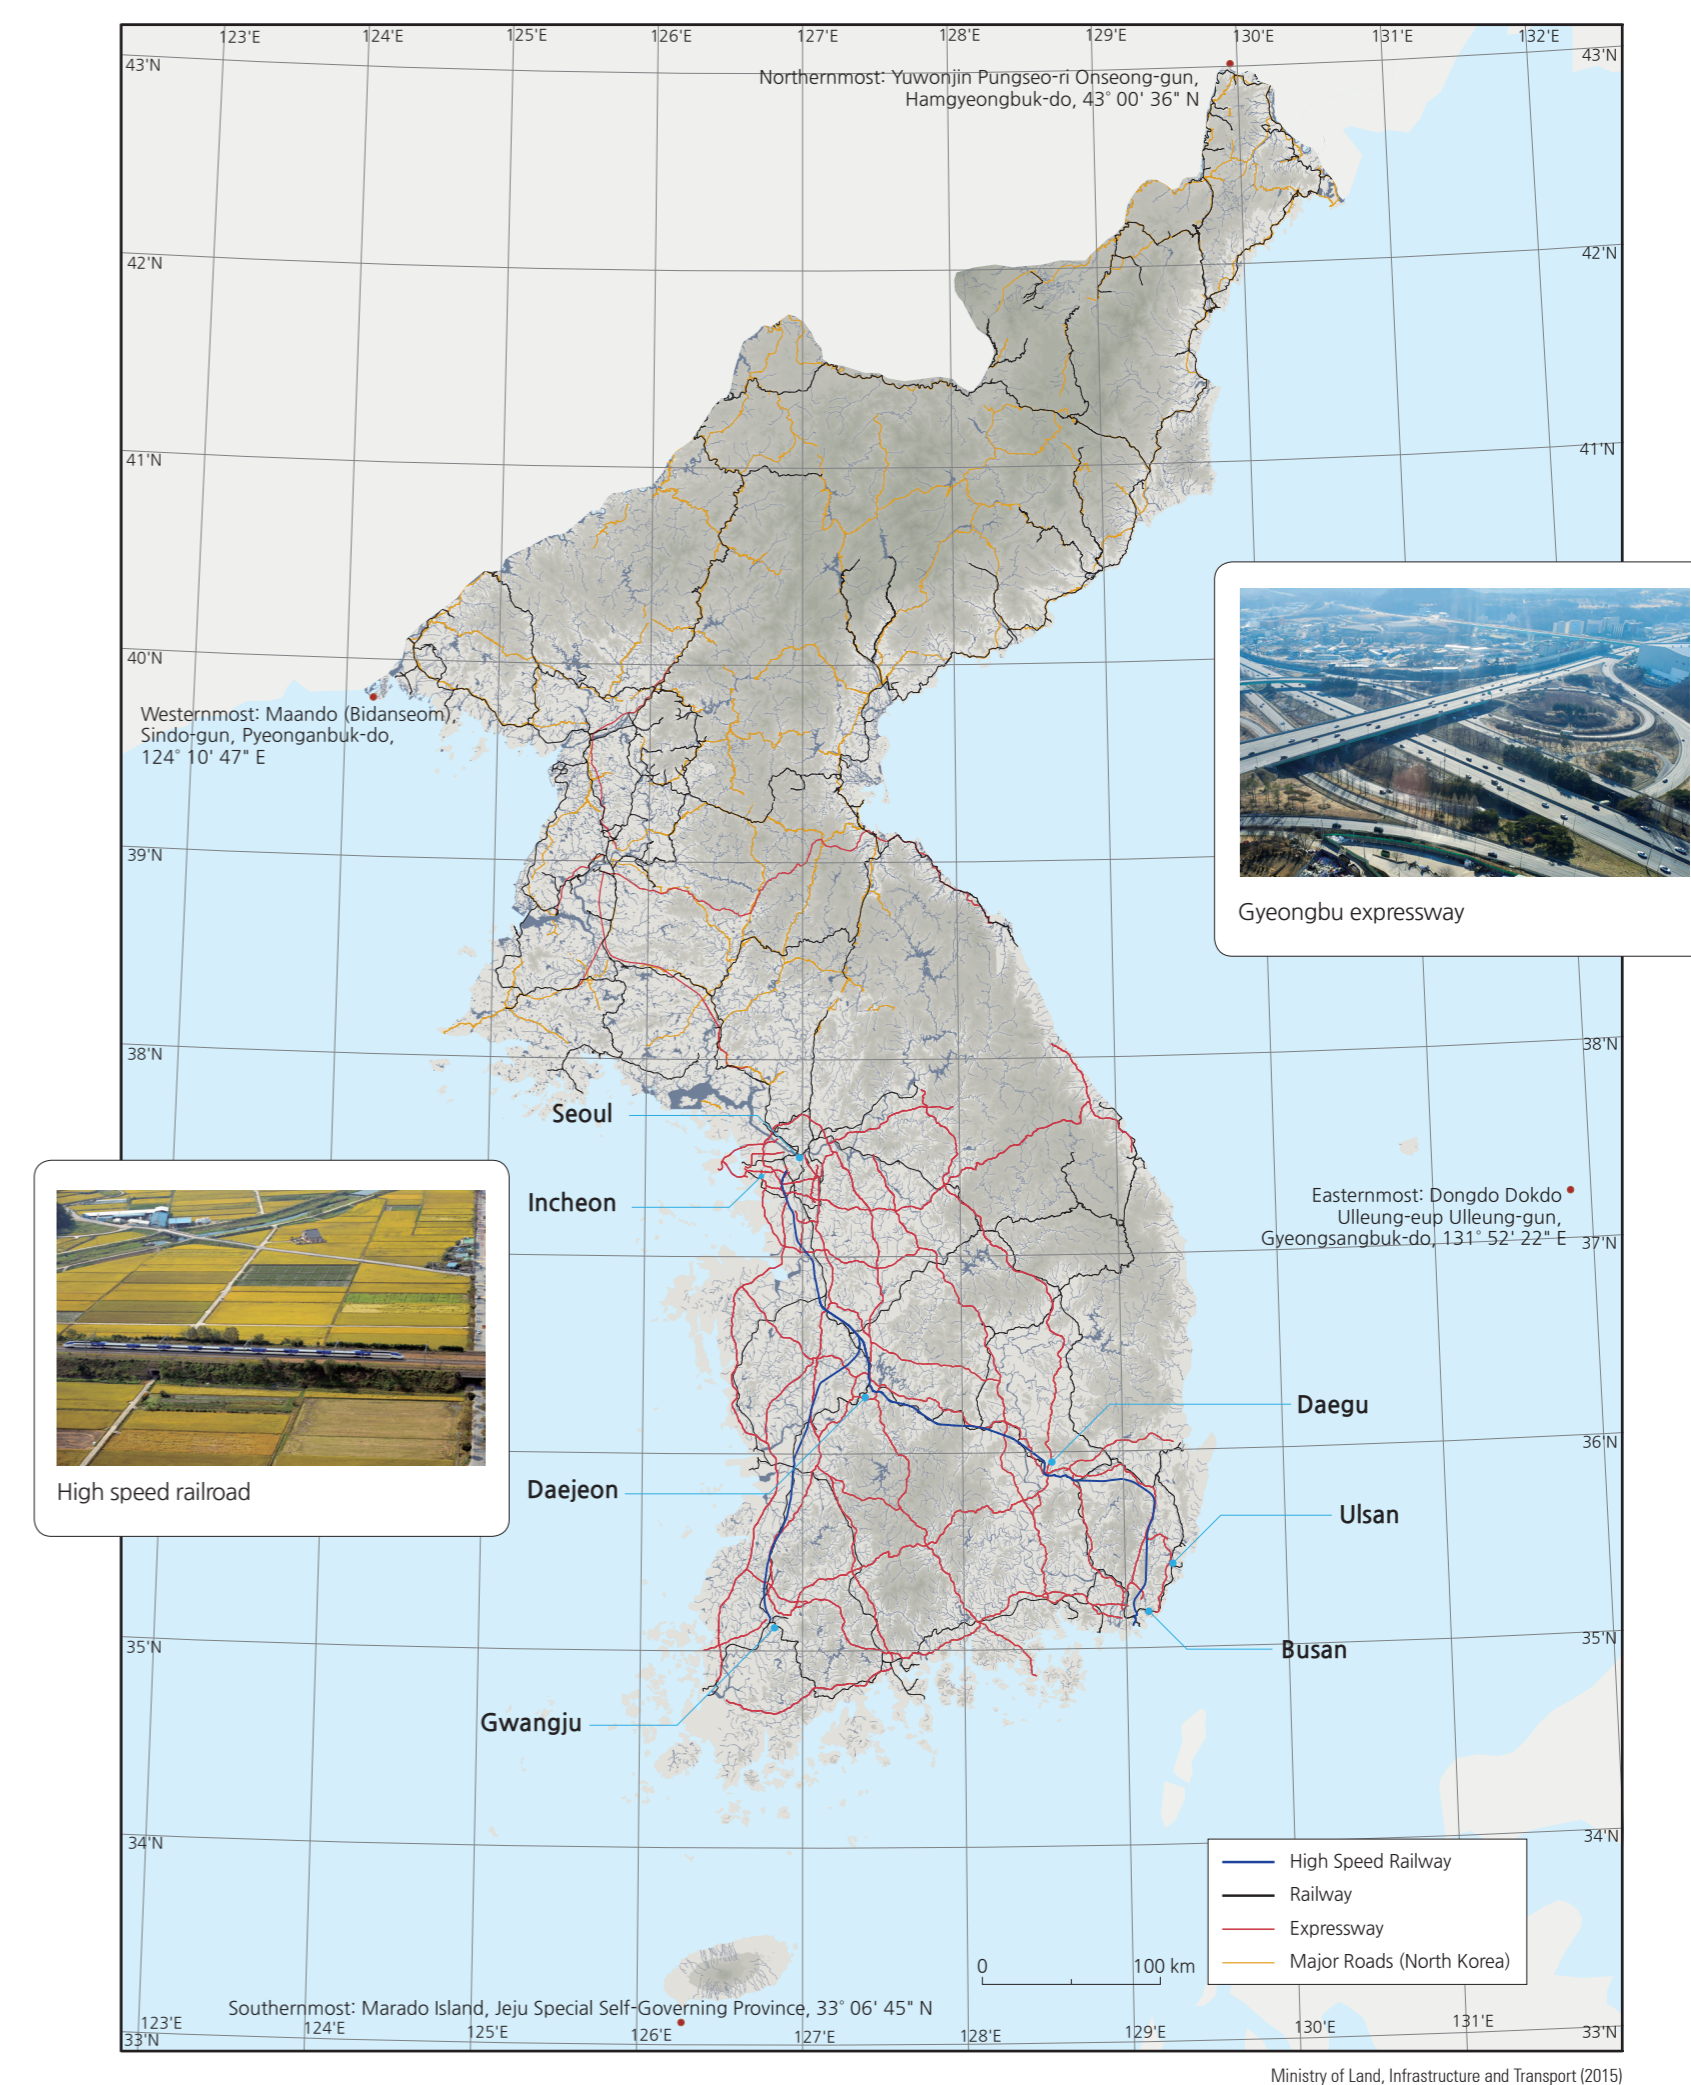 123'E
124'E
125'E
126'E
127'E
128'E
129'E
130'E
131'E
132'E
43'N
43'N
Northernmost: Yuwonjin Pungseo-ri Onseong-gun,
Hamgyeongbuk-do, 43° 00' 36" N
42'N
42'N
41'N
41'N
40'N
Westernmost: Maando (Bidanseom),
Sindo-gun, Pyeonganbuk-do,
124° 10' 47" E
39'N
Gyeongbu expressway
38'N
38'N
Seoul
Incheon
Easternmost: Dongdo Dokdo
Ulleung-eup Ulleung-gun,
Gyeongsangbuk-do, 131° 52' 22" E
37'N
High speed railroad
Daegu
36'N
Daejeon
Ulsan
35'N
35'N
Busan
Gwangju
34'N
34'N
High Speed Railway
Railway
Expressway
Major Roads (North Korea)
0
100 km
Southernmost: Marado Island, Jeju Special Self-Governing Province, 33° 06' 45" N
123'E
124'E
125'E
126'E
127'E
128'E
129'E
130'E
131'E
33'N
33'N
Ministry of Land, Infrastructure and Transport (2015)